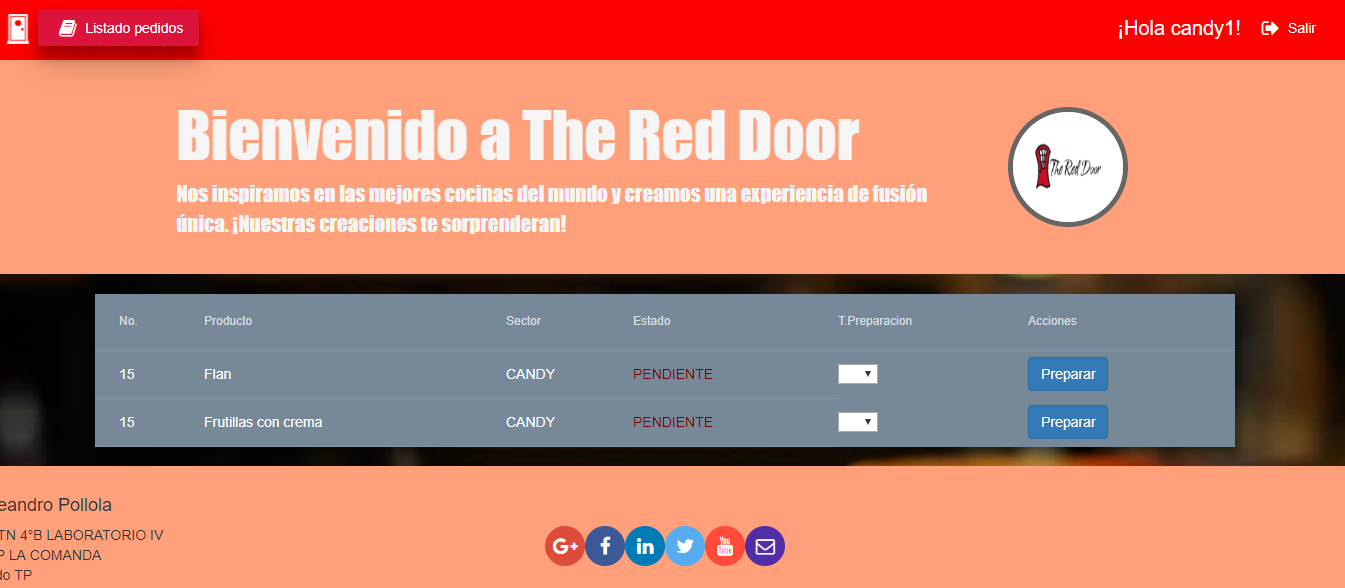 Listado pedidos
¡Hola candy1!
Salir
Bienvenido a The Red Door
Nos inspiramos en las mejores cocinas del mundo y creamos una experiencia de fusión
única. ¡Nuestras creaciones te sorprenderan!
The Red Door
No. Producto Sector Estado T.Preparacion Acciones
15 Flan CANDY PENDIENTE Preparar
15 Frutillas con crema CANDY PENDIENTE Preparar
eandro Pollola
TN 4°B LABORATORIO IV
P LA COMANDA
do TP
G+ f in You Tube